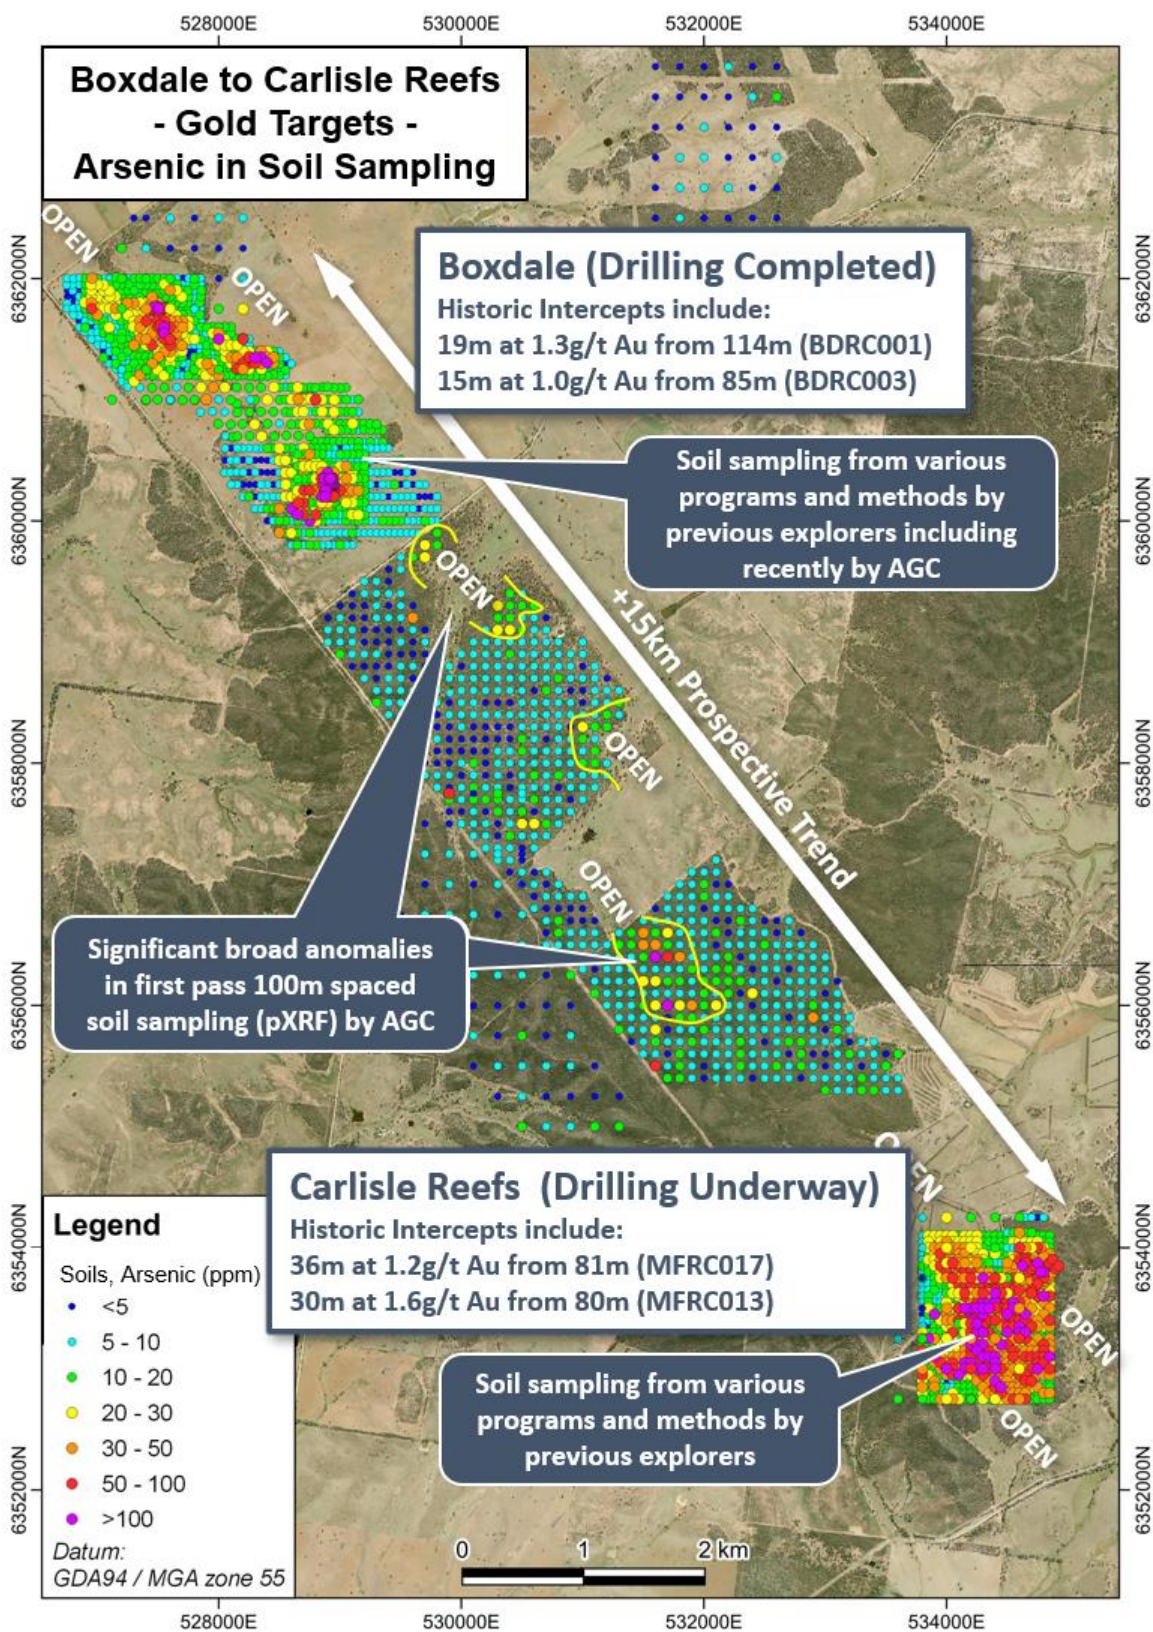 528000E
530000E
532000E
534000E
Boxdale to Carlisle Reefs
- Gold Targets -
Arsenic in Soil Sampling
OPEN
OPEN
6362000N
6362000N
Boxdale (Drilling Completed)
Historic Intercepts include:
19m at 1.3g/t Au from 114m (BDRC001)
15m at 1.0g/t Au from 85m (BDRC003)
Soil sampling from various
programs and methods by
previous explorers including
recently by AGC
6360000N
6360000N
OPEN
+15km Prospective Trend
OPEN
6358000N
6358000N
OPEN
Significant broad anomalies
in first pass 100m spaced
soil sampling (pXRF) by AGC
6356000N
6356000N
OPEN
Carlisle Reefs (Drilling Underway)
Historic Intercepts include:
36m at 1.2g/t Au from 81m (MFRC017)
30m at 1.6g/t Au from 80m (MFRC013)
6354000N
6354000N
OPEN
Soil sampling from various
programs and methods by
previous explorers
OPEN
6352000N
6352000N
Legend
Soils, Arsenic (ppm)
<5
5 - 10
10 - 20
20 - 30
30 - 50
50 - 100
>100
Datum:
GDA94 / MGA zone 55
0 1 2 km
528000E
530000E
532000E
534000E